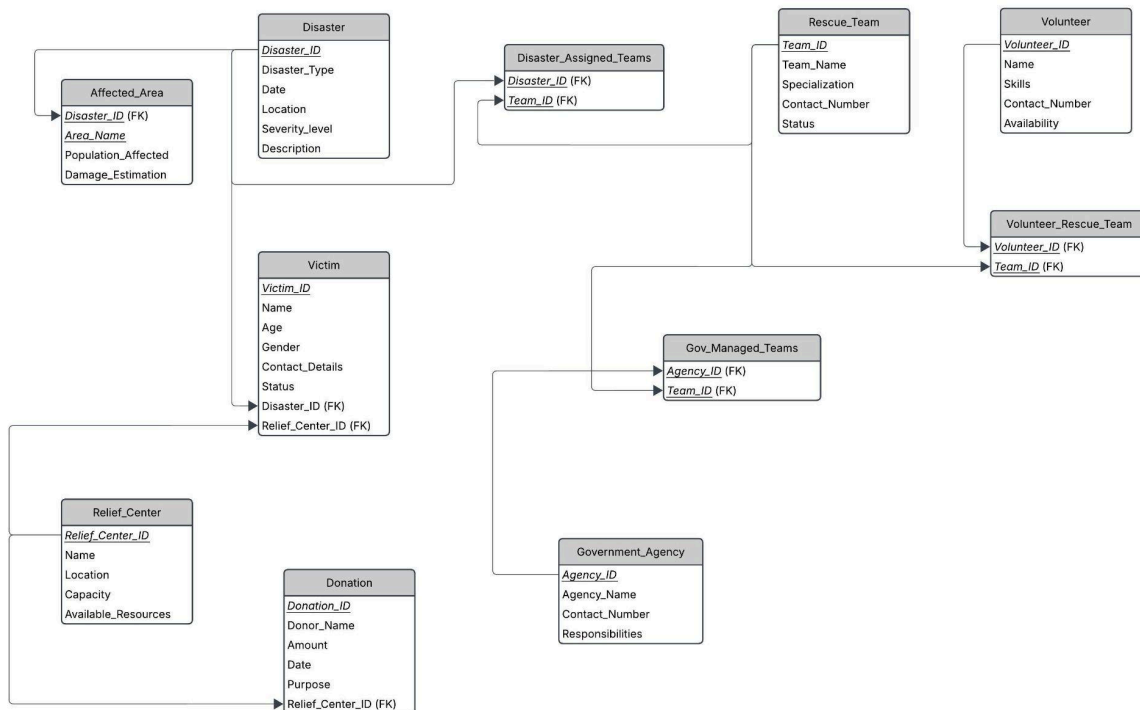 Disaster
Disaster_ID
Disaster_Type
Date
Location
Severity_level
Description
Affected_Area
Disaster_ID (FK)
Area_Name
Population_Affected
Damage_Estimation
Disaster_Assigned_Teams
Disaster_ID (FK)
Team_ID (FK)
Rescue_Team
Team_ID
Team_Name
Specialization
Contact_Number
Status
Volunteer
Volunteer_ID
Name
Skills
Contact_Number
Availability
Volunteer_Rescue_Team
Volunteer_ID (FK)
Team_ID (FK)
Victim
Victim_ID
Name
Age
Gender
Contact_Details
Status
Disaster_ID (FK)
Relief_Center_ID (FK)
Gov_Managed_Teams
Agency_ID (FK)
Team_ID (FK)
Relief_Center
Relief_Center_ID
Name
Location
Capacity
Available_Resources
Donation
Donation_ID
Donor_Name
Amount
Date
Purpose
Relief_Center_ID (FK)
Government_Agency
Agency_ID
Agency_Name
Contact_Number
Responsibilities